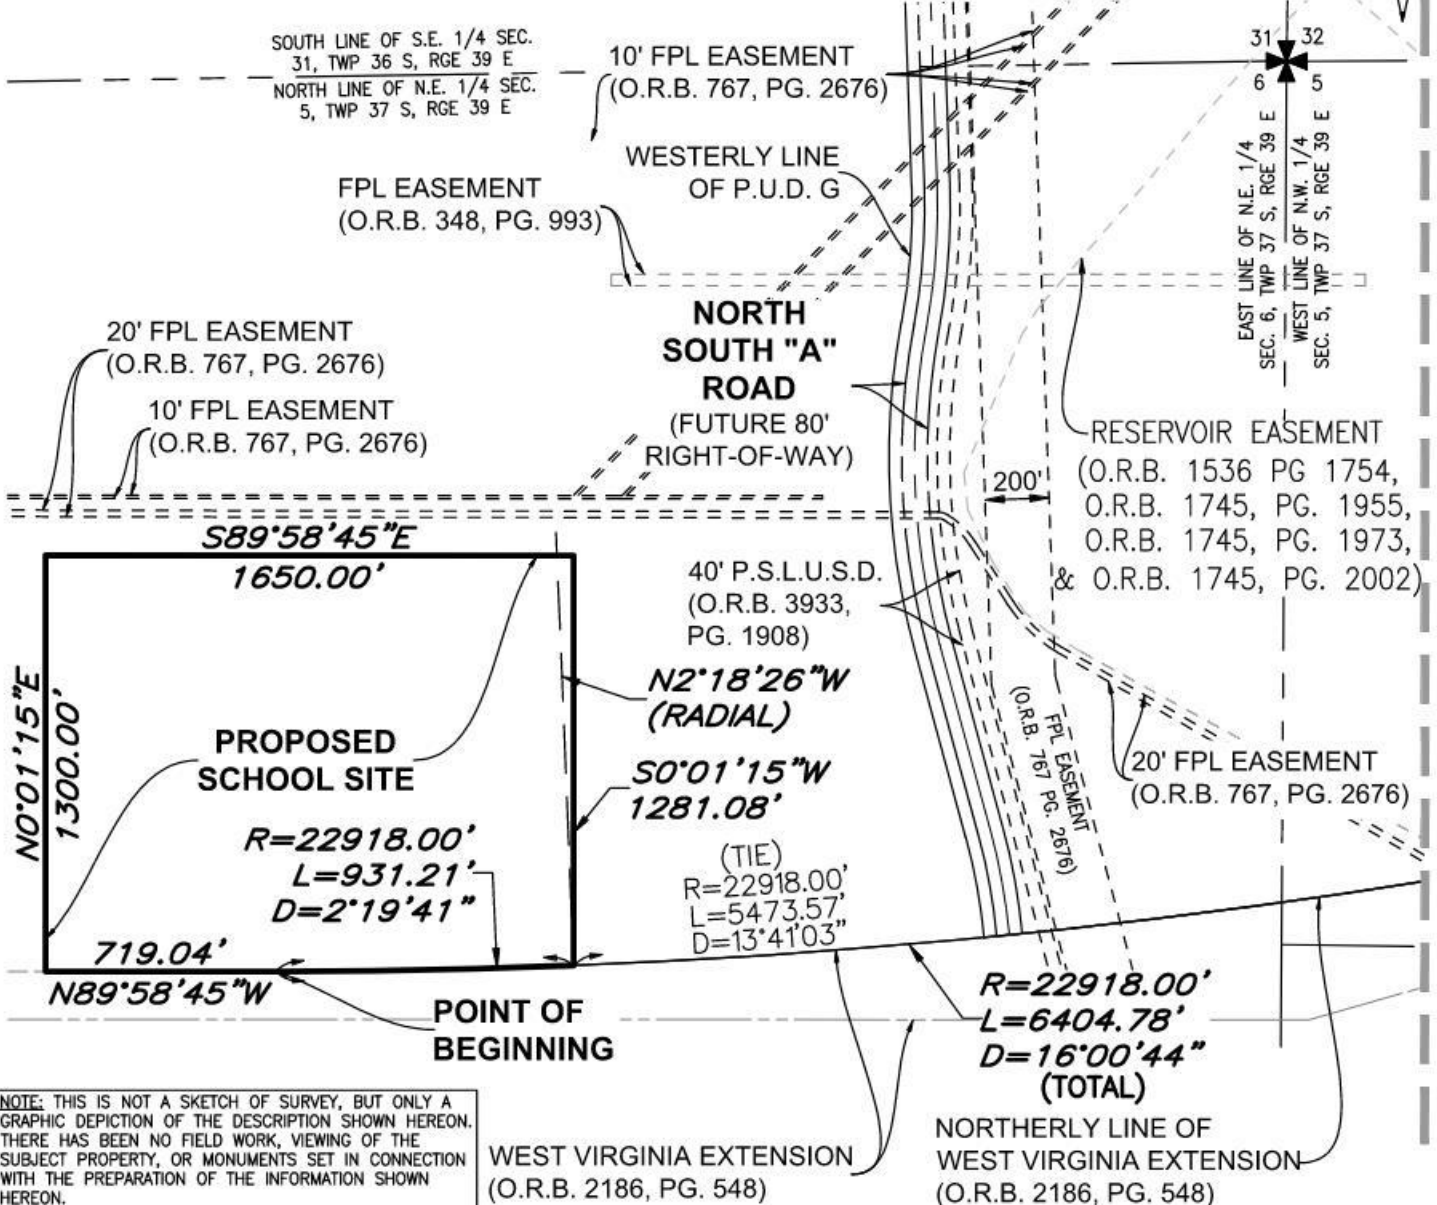 SOUTH LINE OF S.E. 1/4 SEC.
31, TWP 36 S, RGE 39 E
NORTH LINE OF N.E. 1/4 SEC.
5, TWP 37 S, RGE 39 E
10' FPL EASEMENT
(O.R.B. 767, PG. 2676)
31 32
6 5
WESTERLY LINE
OF P.U.D. G
FPL EASEMENT
(O.R.B. 348, PG. 993)
EAST LINE OF N.E. 1/4
SEC. 6, TWP 37 S, RGE 39 E
WEST LINE OF N.W. 1/4
SEC. 5, TWP 37 S, RGE 39 E
NORTH
SOUTH "A"
ROAD
(FUTURE 80'
RIGHT-OF-WAY)
20' FPL EASEMENT
(O.R.B. 767, PG. 2676)
10' FPL EASEMENT
(O.R.B. 767, PG. 2676)
RESERVOIR EASEMENT
(O.R.B. 1536 PG 1754,
O.R.B. 1745, PG. 1955,
O.R.B. 1745, PG. 1973,
& O.R.B. 1745, PG. 2002)
200'
S89°58'45"E
1650.00'
40' P.S.L.U.S.D.
(O.R.B. 3933,
PG. 1908)
N2°18'26"W
(RADIAL)
N0°01'15"E
1300.00'
PROPOSED
SCHOOL SITE
S0°01'15"W
1281.08'
FPL EASEMENT
(O.R.B. 767 PG. 2676)
20' FPL EASEMENT
(O.R.B. 767, PG. 2676)
R=22918.00'
L=931.21'
D=2°19'41"
(TIE)
R=22918.00'
L=5473.57'
D=13°41'03"
719.04'
N89°58'45"W
POINT OF
BEGINNING
R=22918.00'
L=6404.78'
D=16°00'44"
(TOTAL)
NOTE: THIS IS NOT A SKETCH OF SURVEY, BUT ONLY A
GRAPHIC DEPICTION OF THE DESCRIPTION SHOWN HEREON.
THERE HAS BEEN NO FIELD WORK, VIEWING OF THE
SUBJECT PROPERTY, OR MONUMENTS SET IN CONNECTION
WITH THE PREPARATION OF THE INFORMATION SHOWN
HEREON.
WEST VIRGINIA EXTENSION
(O.R.B. 2186, PG. 548)
NORTHERLY LINE OF
WEST VIRGINIA EXTENSION
(O.R.B. 2186, PG. 548)